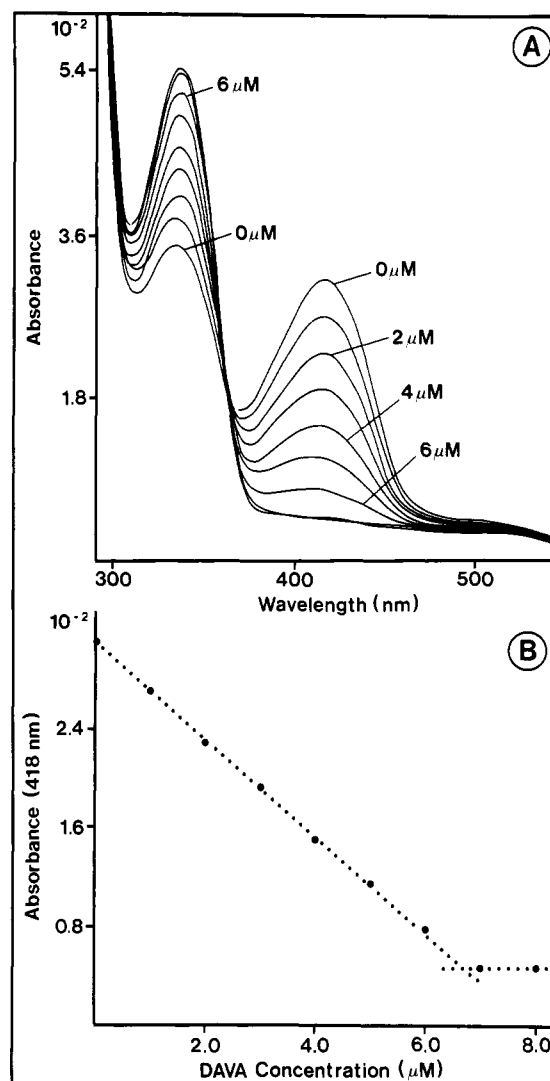 10-2
A
5.4
6 μM
3.6
0 μM
0 μM
2 μM
1.8
4 μM
6 μM
Absorbance
300 400 500
Wavelength (nm)
10-2
B
2.4
1.6
0.8
Absorbance (418 nm)
2.0 4.0 6.0 8.0
DAVA Concentration (μM)